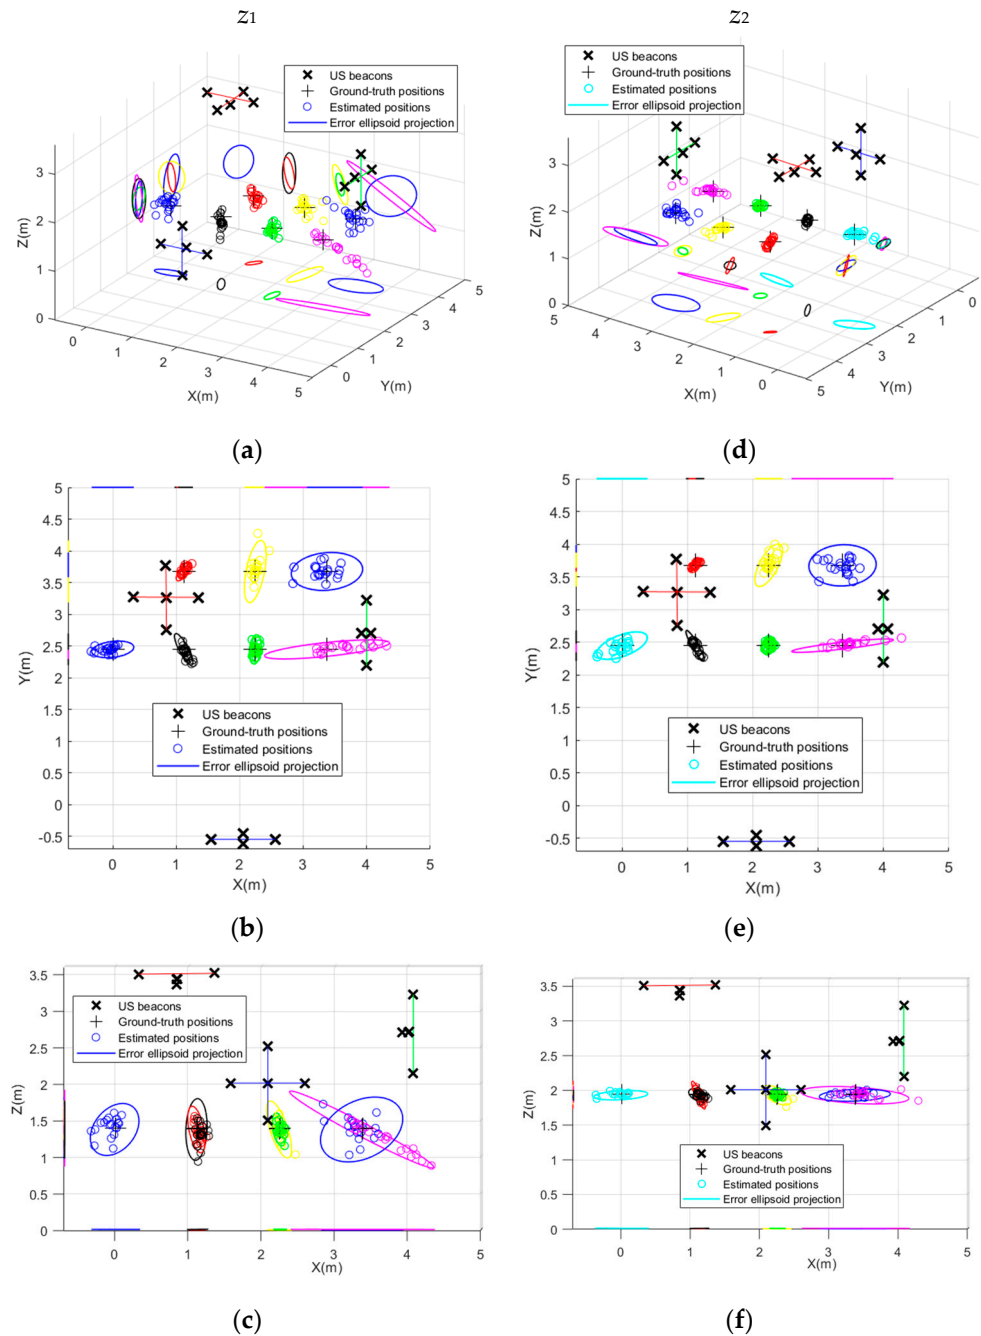 z1
z2
US beacons
Ground-truth positions
Estimated positions
Error ellipsoid projection
Z(m)
3
2
1
0
0
1
2
3
4
5
X(m)
0
1
2
3
4
5
Y(m)
(a)
US beacons
Ground-truth positions
Estimated positions
Error ellipsoid projection
Z(m)
3
2
1
0
5
4
3
2
1
0
X(m)
5
4
3
2
1
0
Y(m)
(d)
5
4.5
4
3.5
3
2.5
2
1.5
1
0.5
0
-0.5
Y(m)
US beacons
Ground-truth positions
Estimated positions
Error ellipsoid projection
0
1
2
3
4
5
X(m)
(b)
5
4.5
4
3.5
3
2.5
2
1.5
1
0.5
0
-0.5
Y(m)
US beacons
Ground-truth positions
Estimated positions
Error ellipsoid projection
0
1
2
3
4
5
X(m)
(e)
3.5
3
2.5
2
1.5
1
0.5
0
Z(m)
US beacons
Ground-truth positions
Estimated positions
Error ellipsoid projection
0
1
2
3
4
5
X(m)
(c)
3.5
3
2.5
2
1.5
1
0.5
0
Z(m)
US beacons
Ground-truth positions
Estimated positions
Error ellipsoid projection
0
1
2
3
4
5
X(m)
(f)